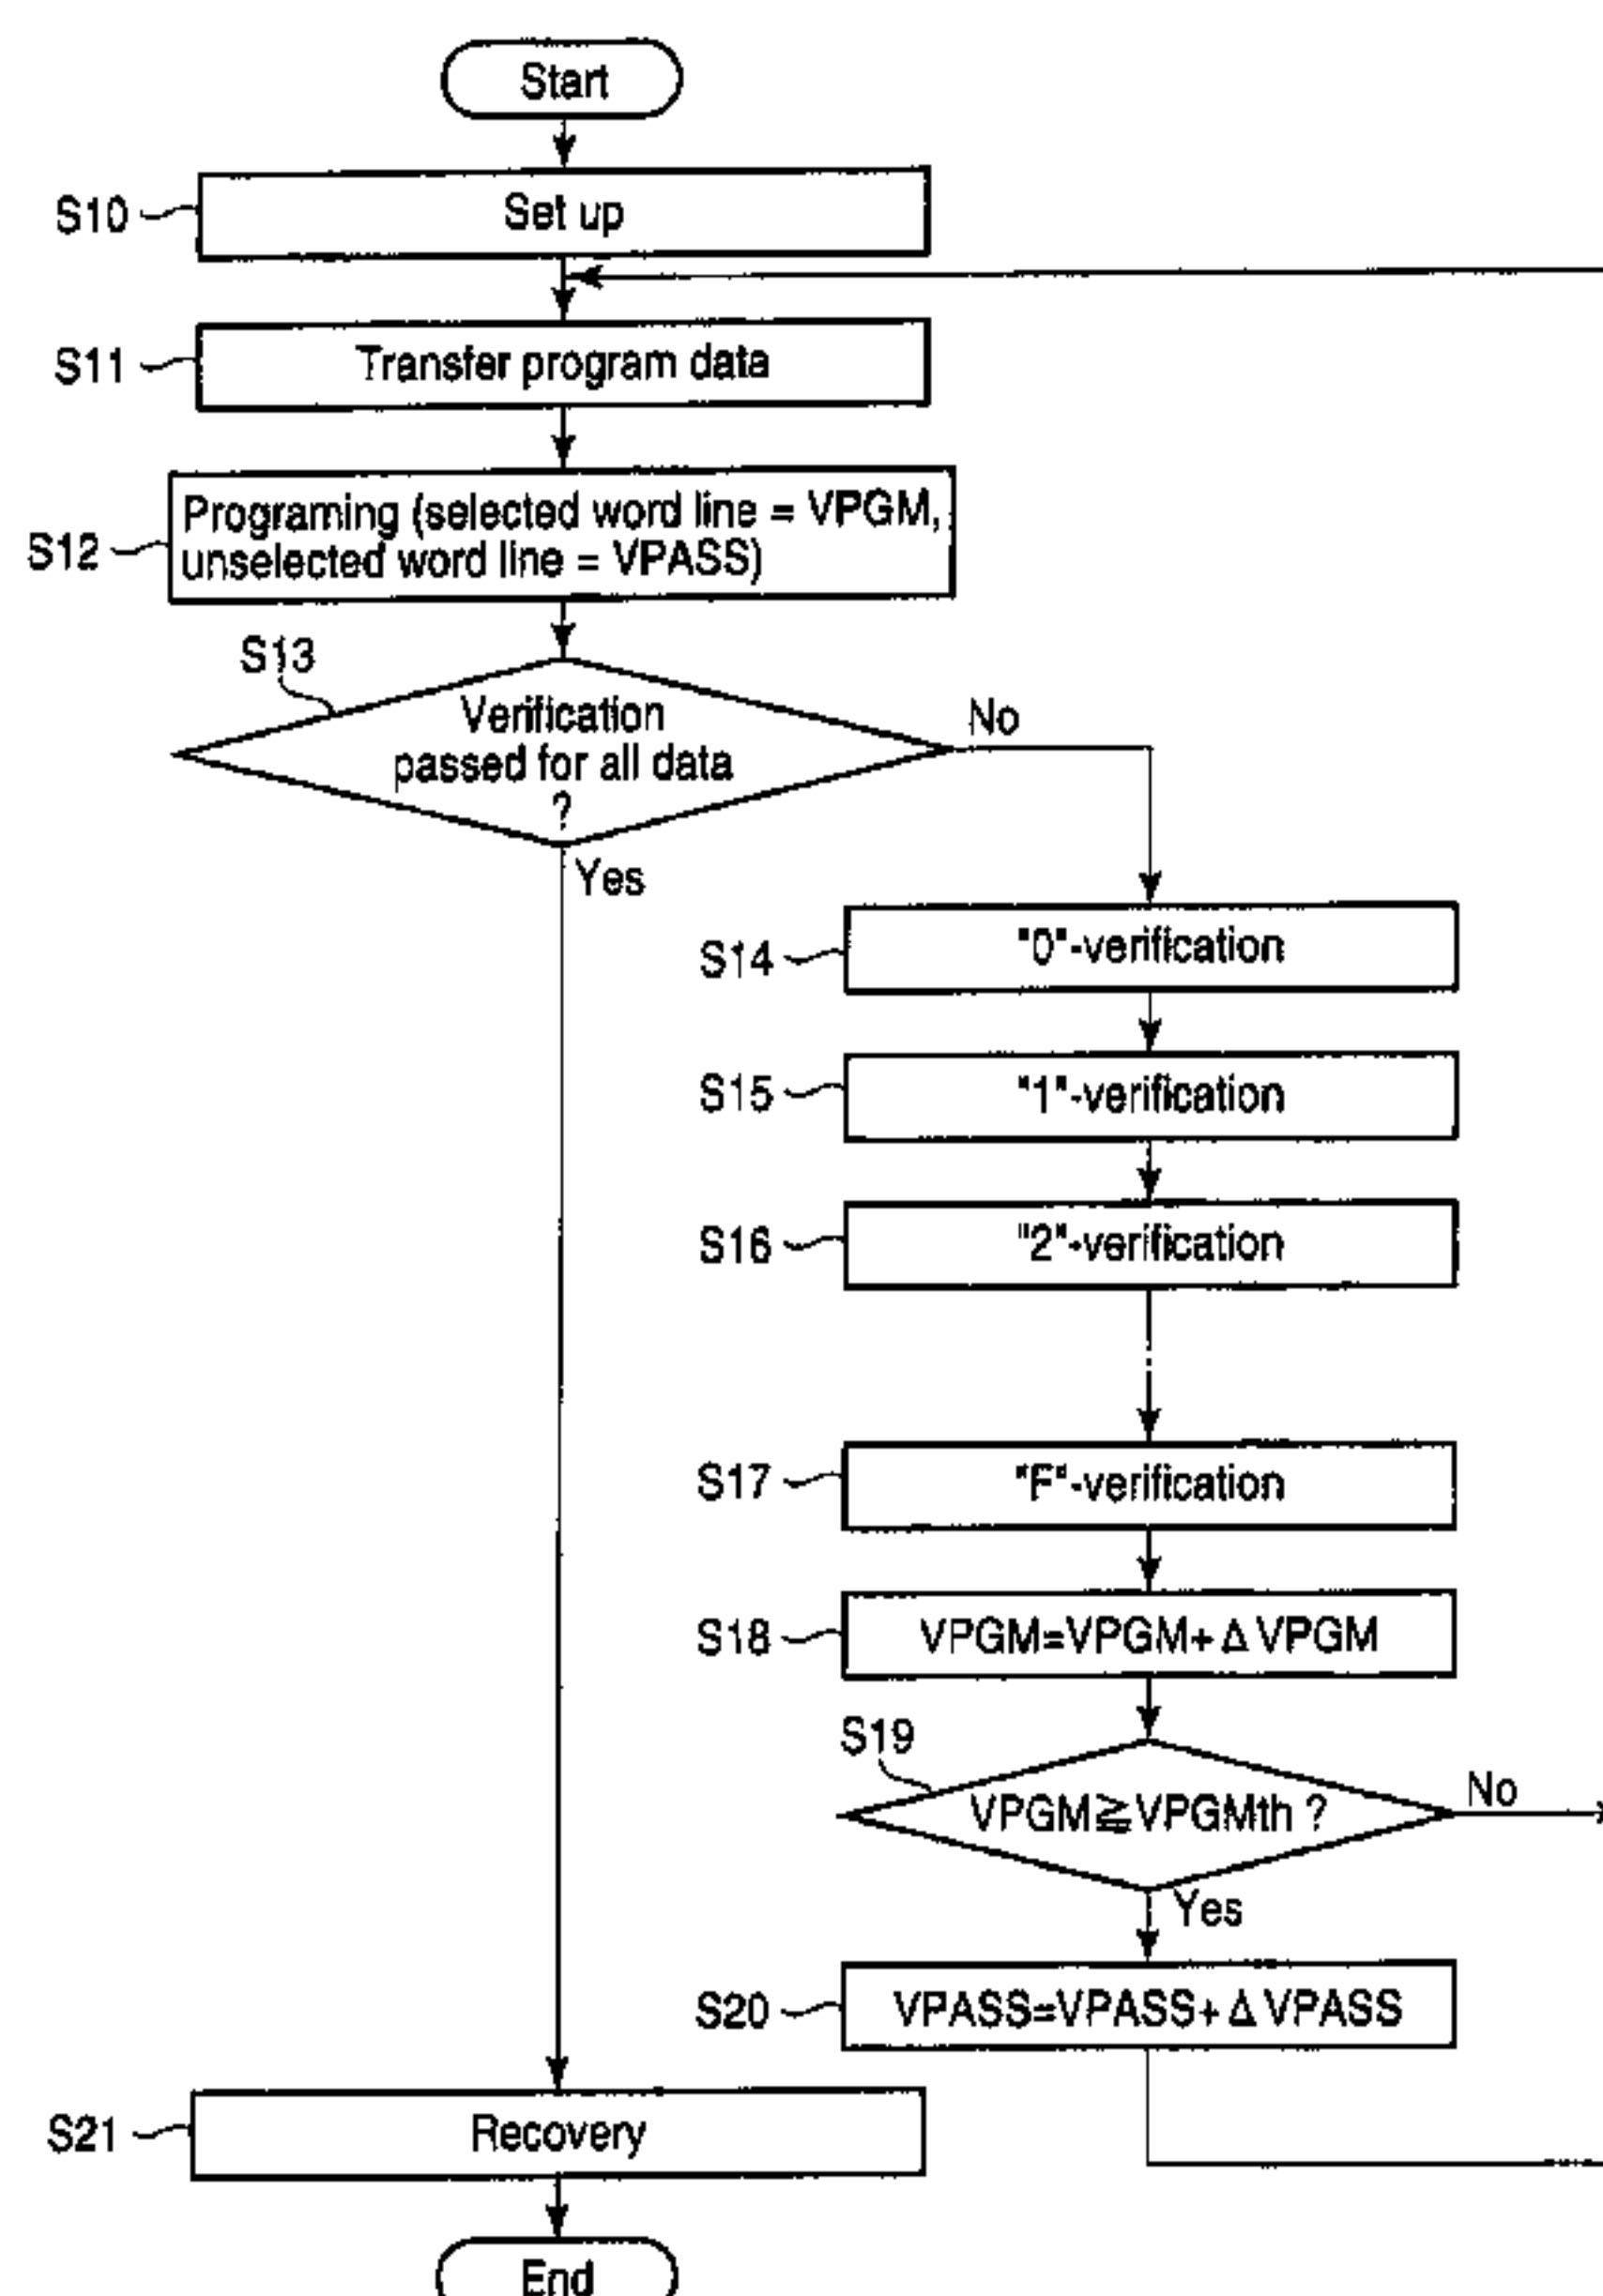 Start
S10
Set up
S11
Transfer program data
S12
Programing (selected word line = VPGM,
unselected word line = VPASS)
S13
Verification
passed for all data
?
No
Yes
S14
"0"-verification
S15
"1"-verification
S16
"2"-verification
S17
"F"-verification
S18
VPGM=VPGM+Δ VPGM
S19
VPGM≧VPGMth ?
No
Yes
S20
VPASS=VPASS+Δ VPASS
S21
Recovery
End